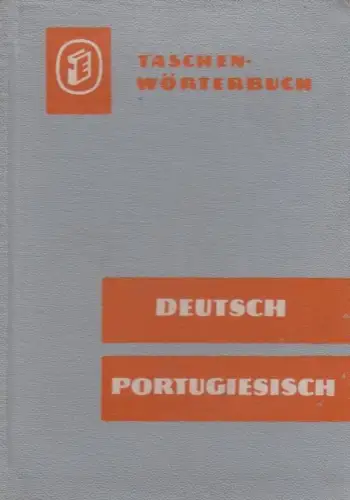 TASCHEN-
WÖRTERBUCH
DEUTSCH
PORTUGIESISCH